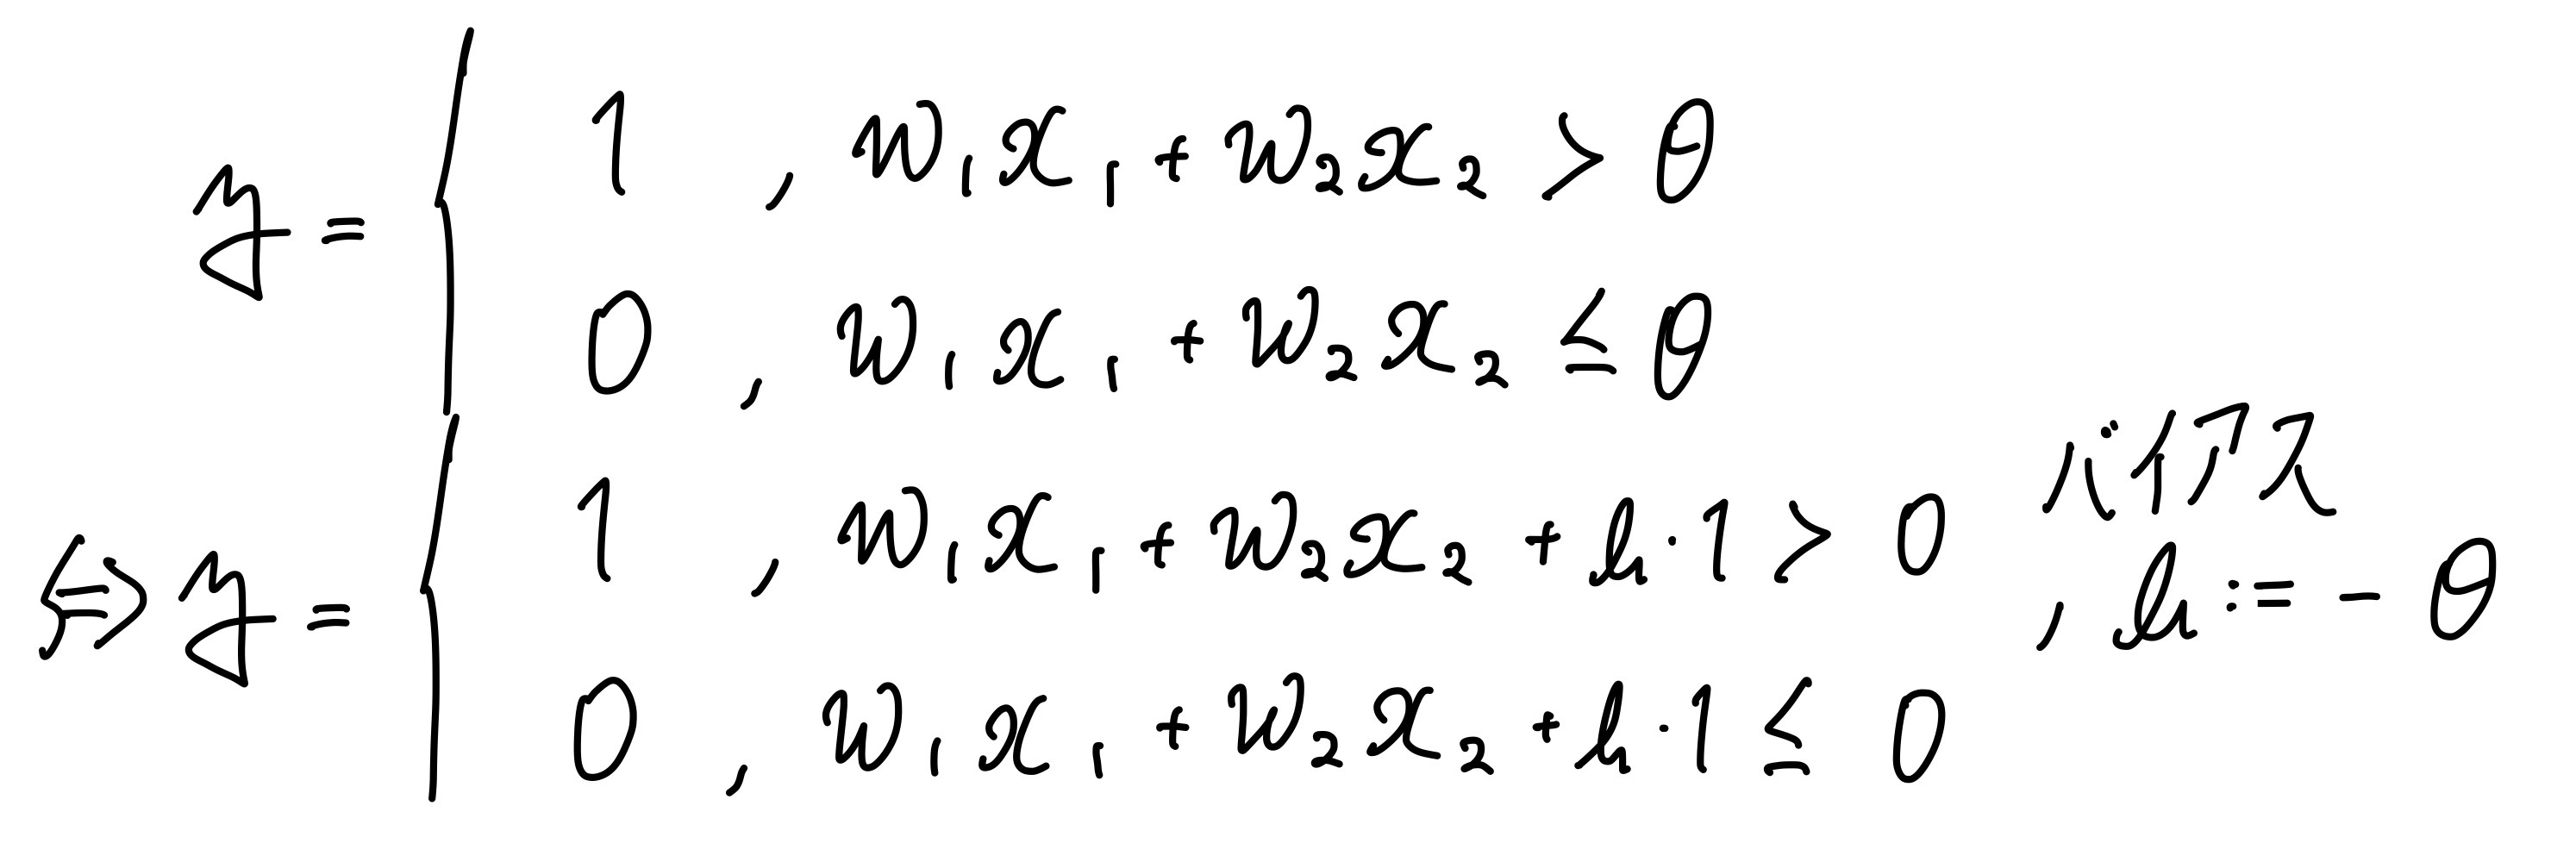 y = { 1 , w₁x₁ + w₂x₂ > θ
0 , w₁x₁ + w₂x₂ ≦ θ
バイアス
⇔ y = { 1 , w₁x₁ + w₂x₂ + b·1 > 0 , b := - θ
0 , w₁x₁ + w₂x₂ + b·1 ≦ 0